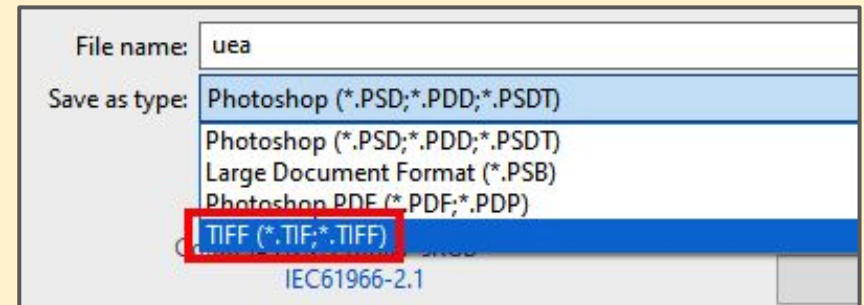 File name: uea
Save as type: Photoshop (*.PSD;*.PDD;*.PSDT)
Photoshop (*.PSD;*.PDD;*.PSDT)
Large Document Format (*.PSB)
Photoshop PDF (*.PDF;*.PDP)
TIFF (*.TIF;*.TIFF)
IEC61966-2.1